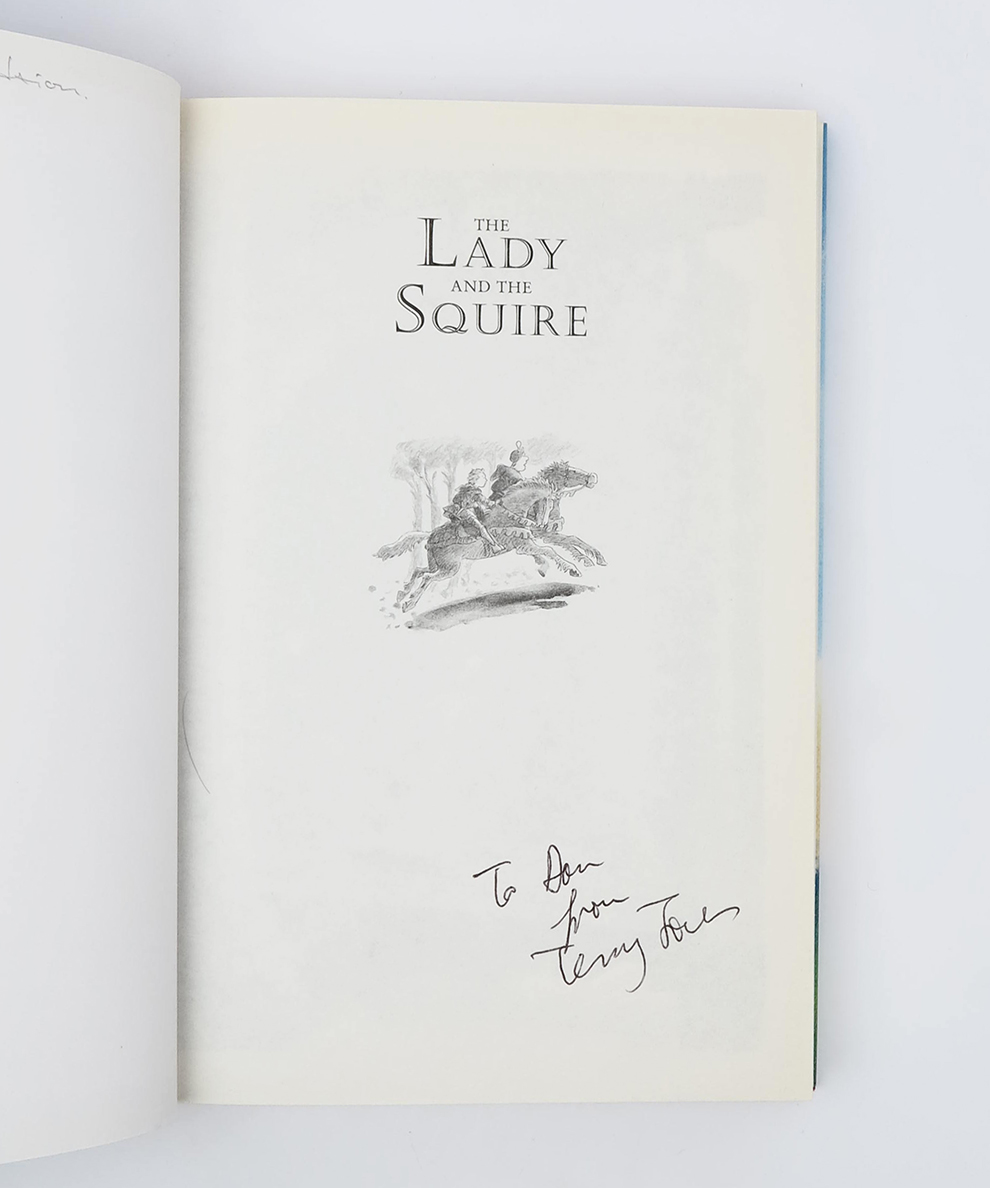 THE
LADY
AND THE
SQUIRE
To Don
from
Terry Jones